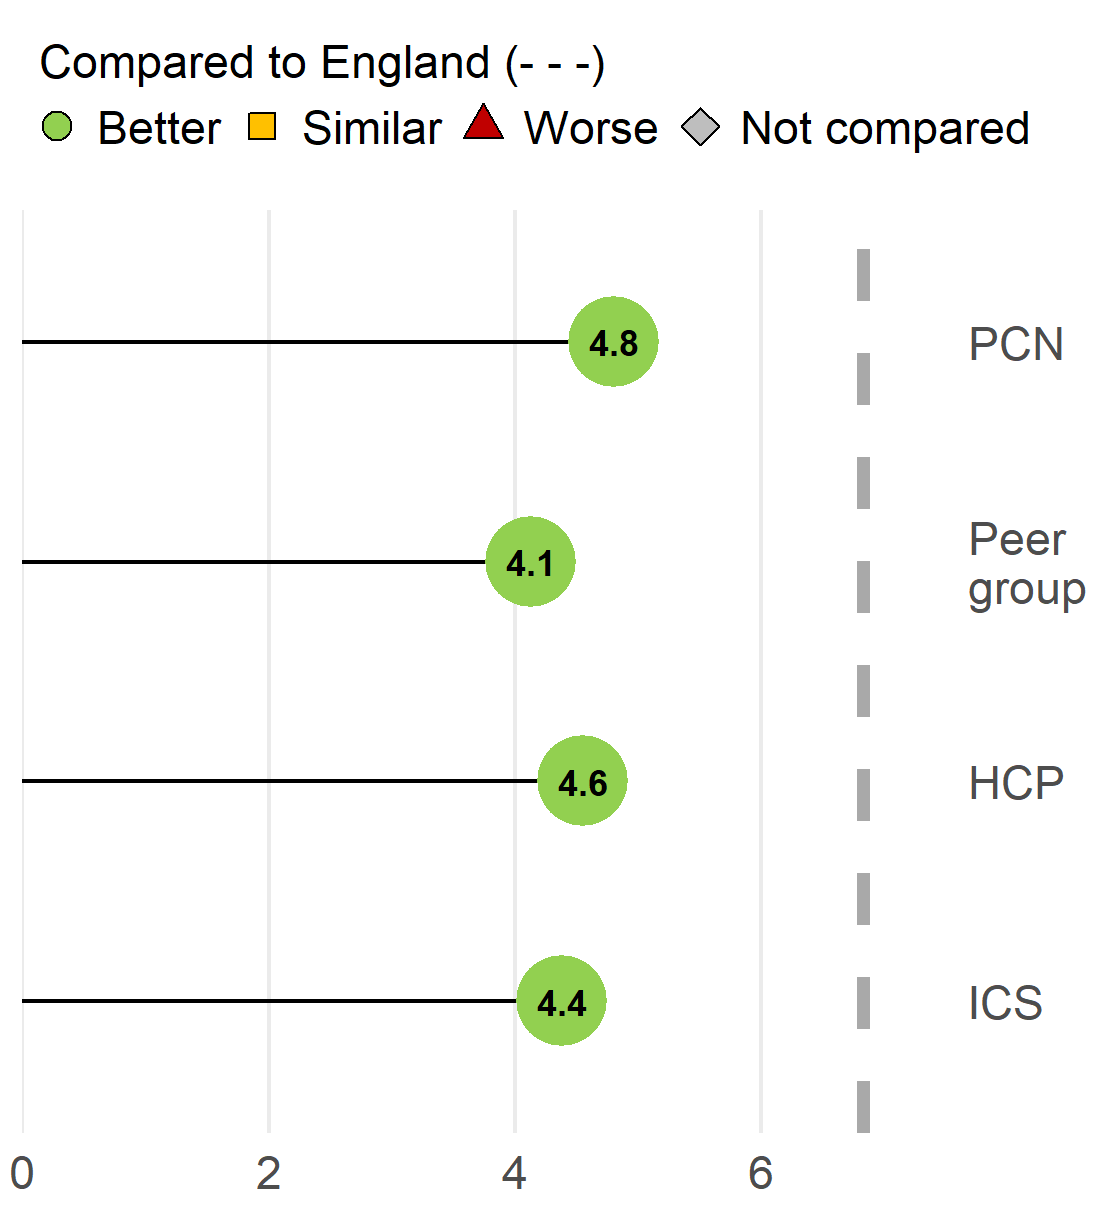 Compared to England (- - -)
Better Similar Worse Not compared
4.8 PCN
4.1 Peer
group
4.6 HCP
4.4 ICS
0 2 4 6